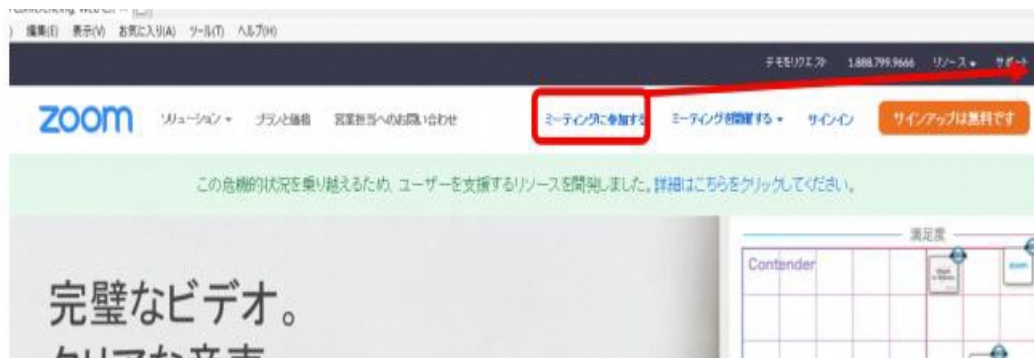 編集(E) 表示(V) お気に入り(A) ツール(T) ヘルプ(H)
デモをリクエスト 1.888.799.9666 リソース サポート
zoom ソリューション プランと価格 営業担当へのお問い合わせ ミーティングに参加する ミーティングを開催する サインイン サインアップは無料です
この危機的状況を乗り越えるため、ユーザーを支援するリソースを開発しました。詳細はこちらをクリックしてください。
満足度
Contender
完璧なビデオ。
クリアな音声